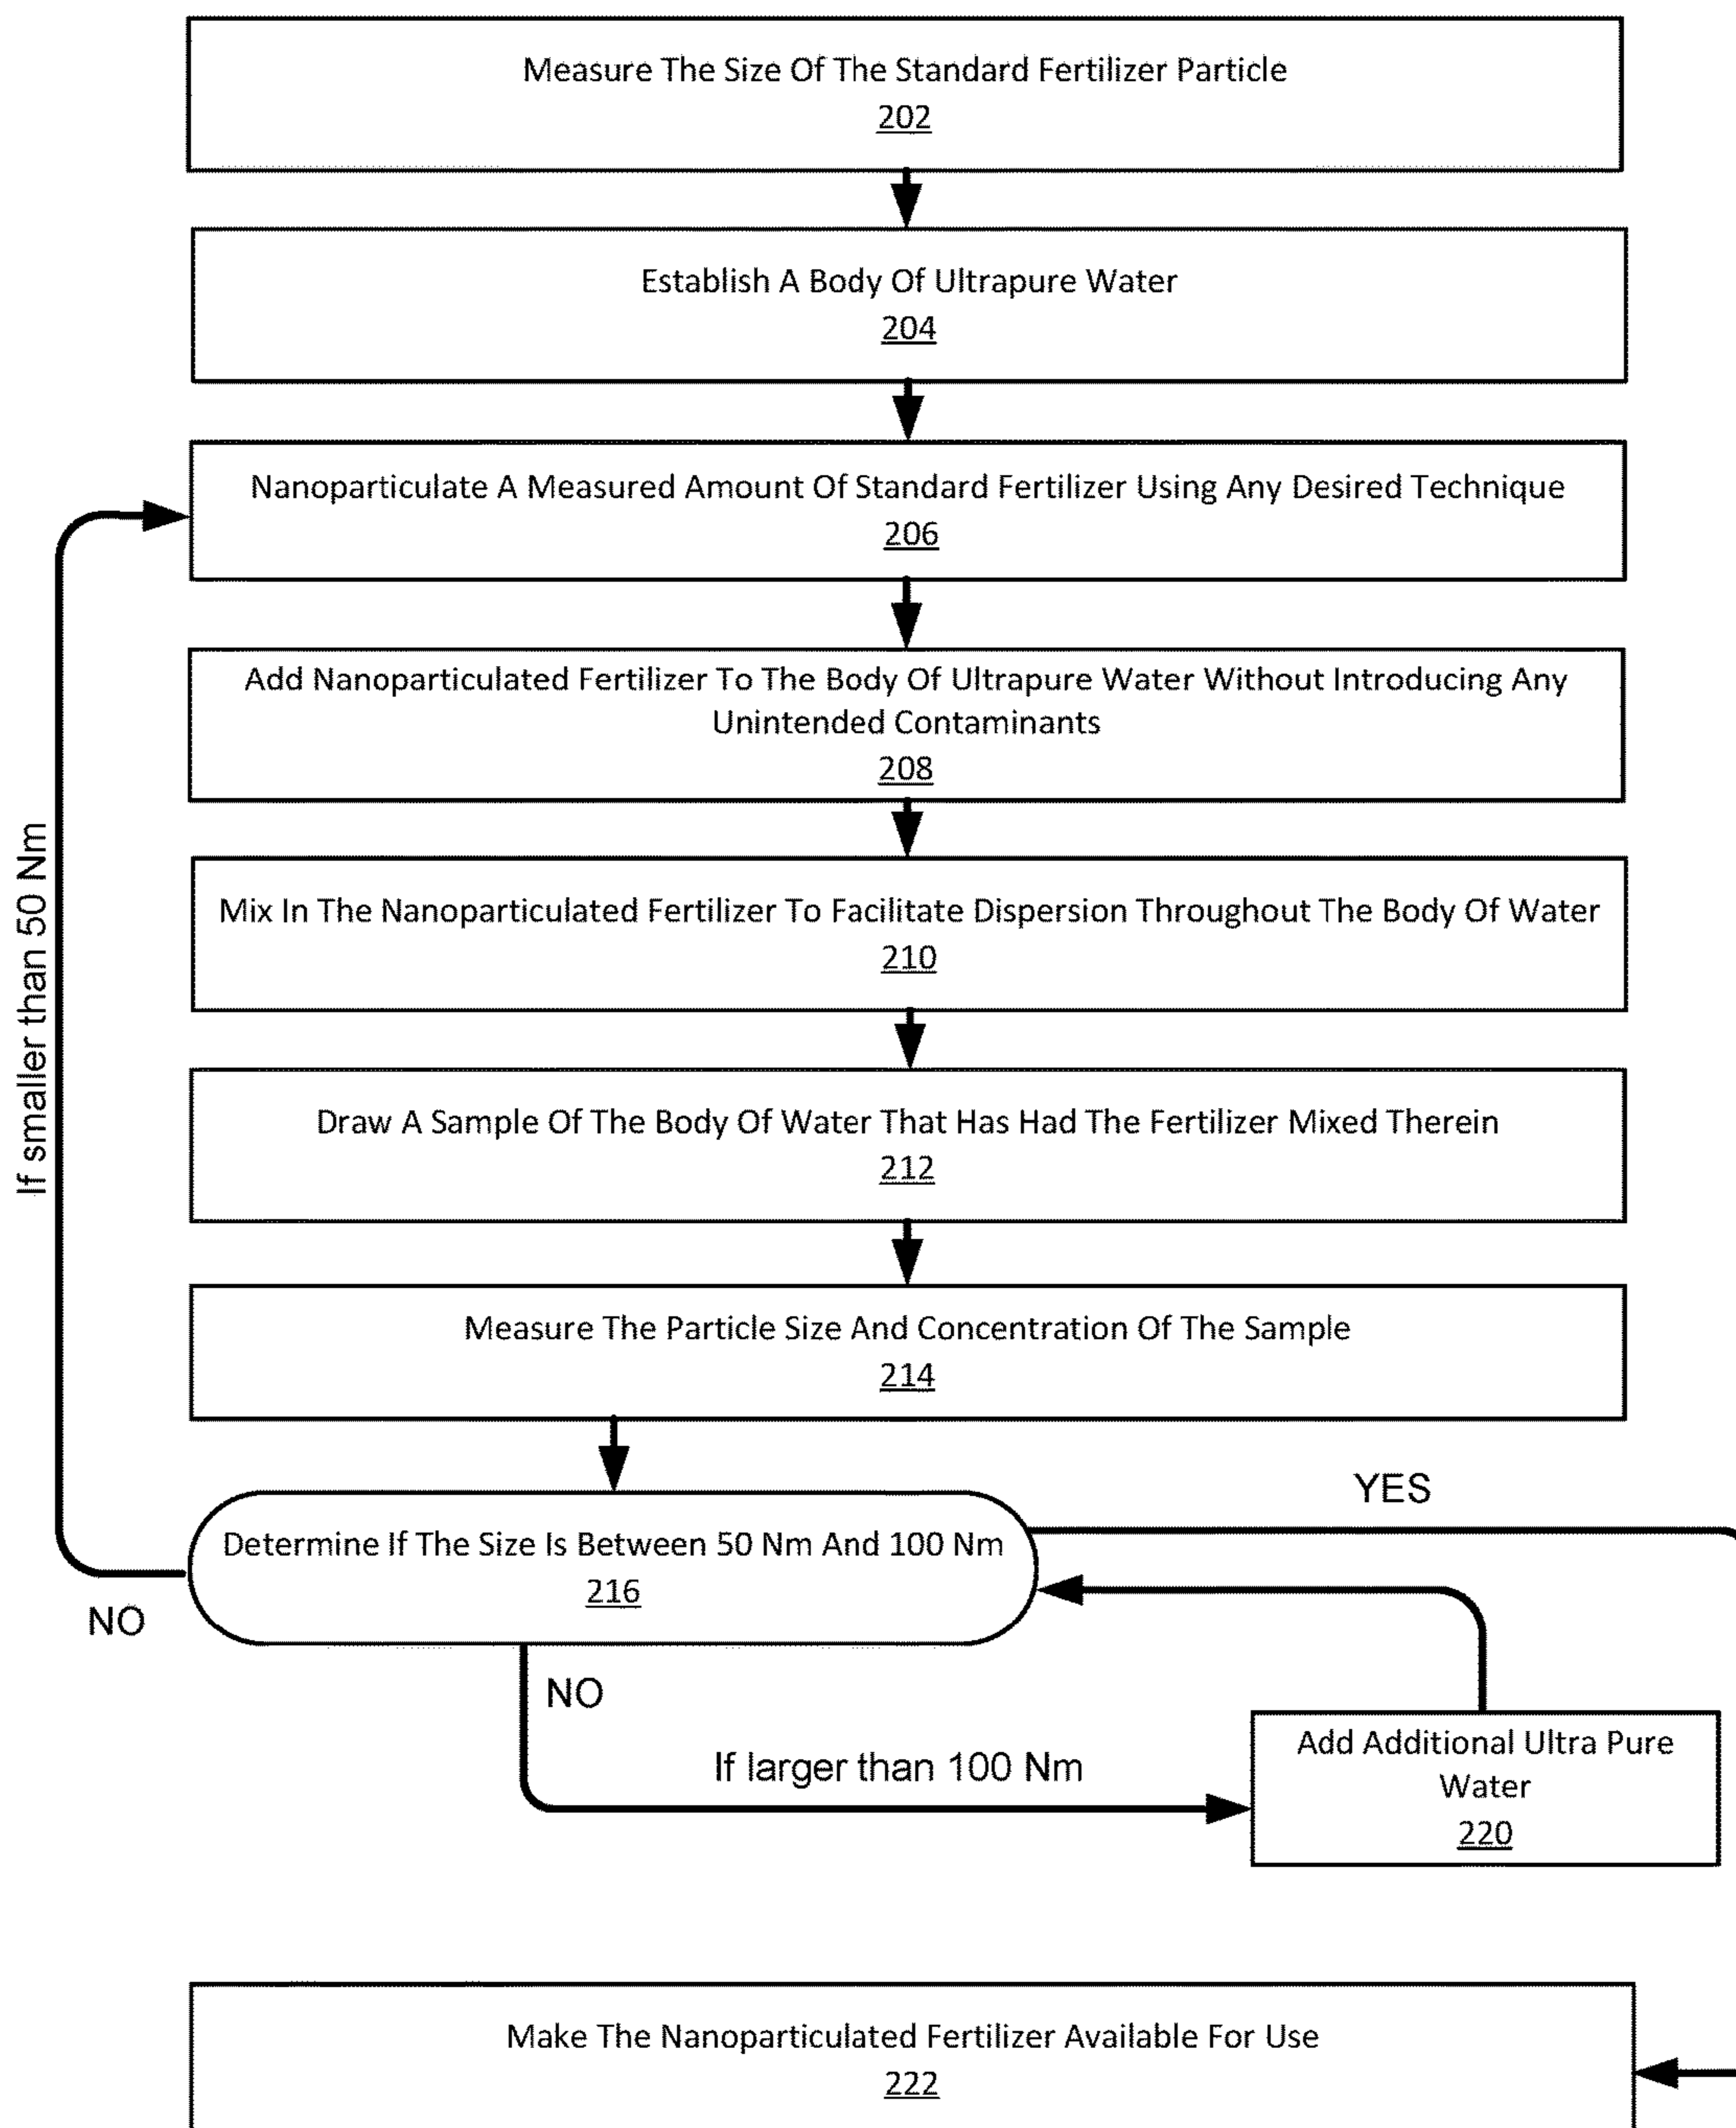 Measure The Size Of The Standard Fertilizer Particle
202
Establish A Body Of Ultrapure Water
204
Nanoparticulate A Measured Amount Of Standard Fertilizer Using Any Desired Technique
206
Add Nanoparticulated Fertilizer To The Body Of Ultrapure Water Without Introducing Any
Unintended Contaminants
208
Mix In The Nanoparticulated Fertilizer To Facilitate Dispersion Throughout The Body Of Water
210
If smaller than 50 Nm
Draw A Sample Of The Body Of Water That Has Had The Fertilizer Mixed Therein
212
Measure The Particle Size And Concentration Of The Sample
214
YES
Determine If The Size Is Between 50 Nm And 100 Nm
216
NO
NO
If larger than 100 Nm
Add Additional Ultra Pure
Water
220
Make The Nanoparticulated Fertilizer Available For Use
222